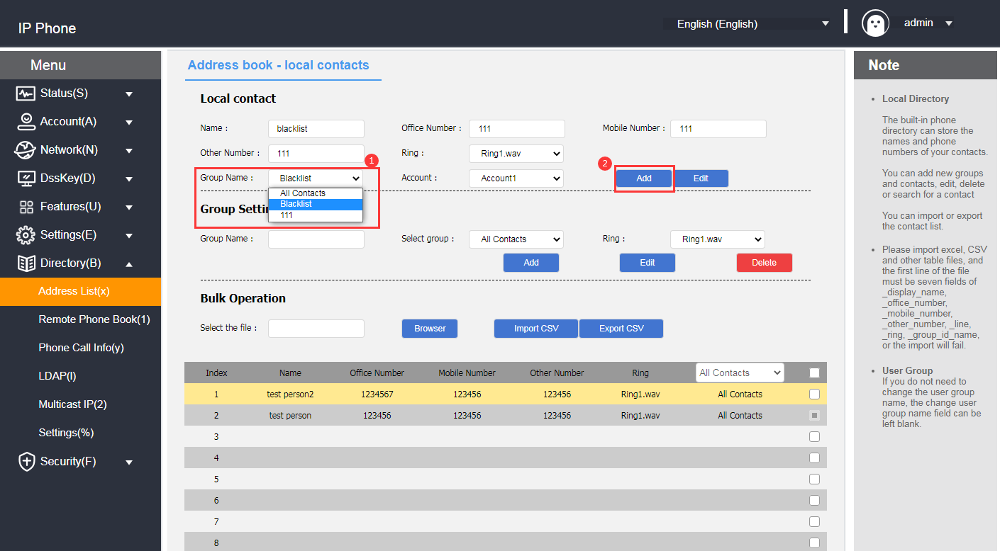 IP Phone
English (English)
admin
Menu
Status(S)
Account(A)
Network(N)
DssKey(D)
Features(U)
Settings(E)
Directory(B)
Address List(x)
Remote Phone Book(1)
Phone Call Info(y)
LDAP(l)
Multicast IP(2)
Settings(%)
Security(F)
Address book - local contacts
Local contact
Name : blacklist Office Number : 111 Mobile Number : 111
Other Number : 111 Ring : Ring1.wav
1
2
Group Name : Blacklist Account : Account1 Add Edit
All Contacts
Blacklist
111
Group Settin
Group Name : Select group : All Contacts Ring : Ring1.wav
Add Edit Delete
Bulk Operation
Select the file : Browser Import CSV Export CSV
Index Name Office Number Mobile Number Other Number Ring All Contacts
1 test person2 1234567 123456 123456 Ring1.wav All Contacts
2 test person 123456 123456 123456 Ring1.wav All Contacts
3
4
5
6
7
8
Note
• Local Directory
The built-in phone
directory can store the
names and phone
numbers of your contacts.
You can add new groups
and contacts, edit, delete
or search for a contact
You can import or export
the contact list.
• Please import excel, CSV
and other table files, and
the first line of the file
must be seven fields of
_display_name,
_office_number,
_mobile_number,
_other_number, _line,
_ring, _group_id_name,
or the import will fail.
• User Group
If you do not need to
change the user group
name, the change user
group name field can be
left blank.